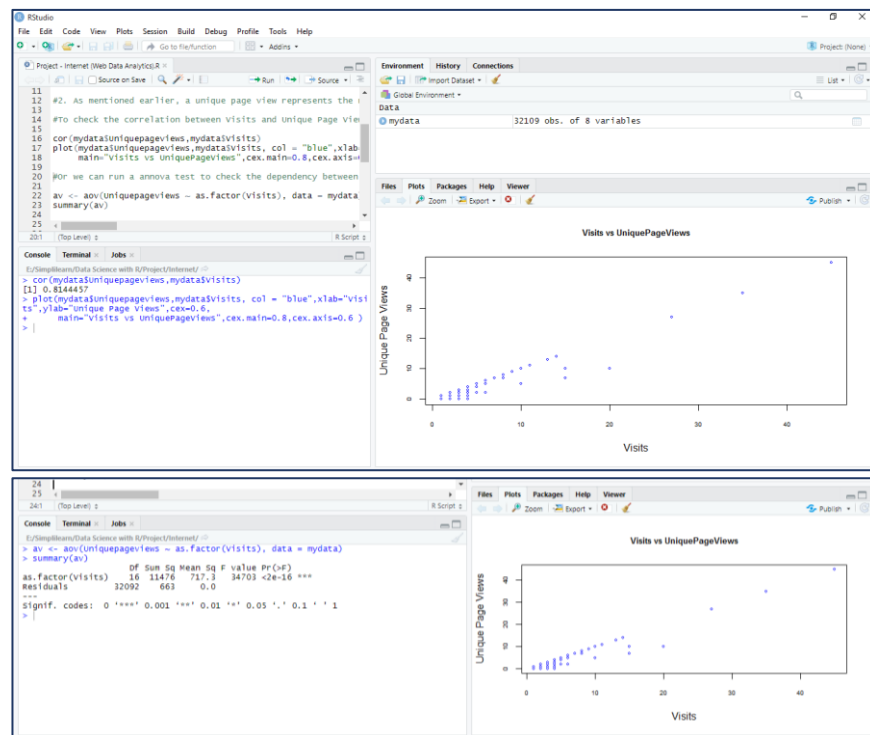 RStudio
File Edit Code View Plots Session Build Debug Profile Tools Help
Go to file/function Addins
Project: (None)
Project - Internet (Web Data Analytics).R
Source on Save Run Source
11
12 #2. As mentioned earlier, a unique page view represents the
13
14 #To check the correlation between Visits and Unique Page Vie
15
16 cor(mydata$Uniquepageviews,mydata$Visits)
17 plot(mydata$Uniquepageviews,mydata$Visits, col = "blue",xlab=
18 main="Visits vs UniquePageViews",cex.main=0.8,cex.axis=
19
20 #Or we can run a annova test to check the dependency between
21
22 av <- aov(Uniquepageviews ~ as.factor(Visits), data = mydata
23 summary(av)
24
25
20:1 (Top Level) R Script
Console Terminal Jobs
E:/Simplilearn/Data Science with R/Project/Internet/
> cor(mydata$Uniquepageviews,mydata$Visits)
[1] 0.8144457
> plot(mydata$Uniquepageviews,mydata$Visits, col = "blue",xlab="Visi
ts",ylab="Unique Page Views",cex=0.6,
+ main="Visits vs UniquePageViews",cex.main=0.8,cex.axis=0.6 )
>
Environment History Connections
Import Dataset List
Global Environment
Data
mydata 32109 obs. of 8 variables
Files Plots Packages Help Viewer
Zoom Export Publish
Visits vs UniquePageViews
Unique Page Views
40
30
20
10
0
0 10 20 30 40
Visits
24
25
24:1 (Top Level) R Script
Console Terminal Jobs
E:/Simplilearn/Data Science with R/Project/Internet/
> av <- aov(Uniquepageviews ~ as.factor(Visits), data = mydata)
> summary(av)
Df Sum Sq Mean Sq F value Pr(>F)
as.factor(Visits) 16 11476 717.3 34703 <2e-16 ***
Residuals 32092 663 0.0
---
Signif. codes: 0 '***' 0.001 '**' 0.01 '*' 0.05 '.' 0.1 ' ' 1
>
Files Plots Packages Help Viewer
Zoom Export Publish
Visits vs UniquePageViews
Unique Page Views
40
30
20
10
0
0 10 20 30 40
Visits